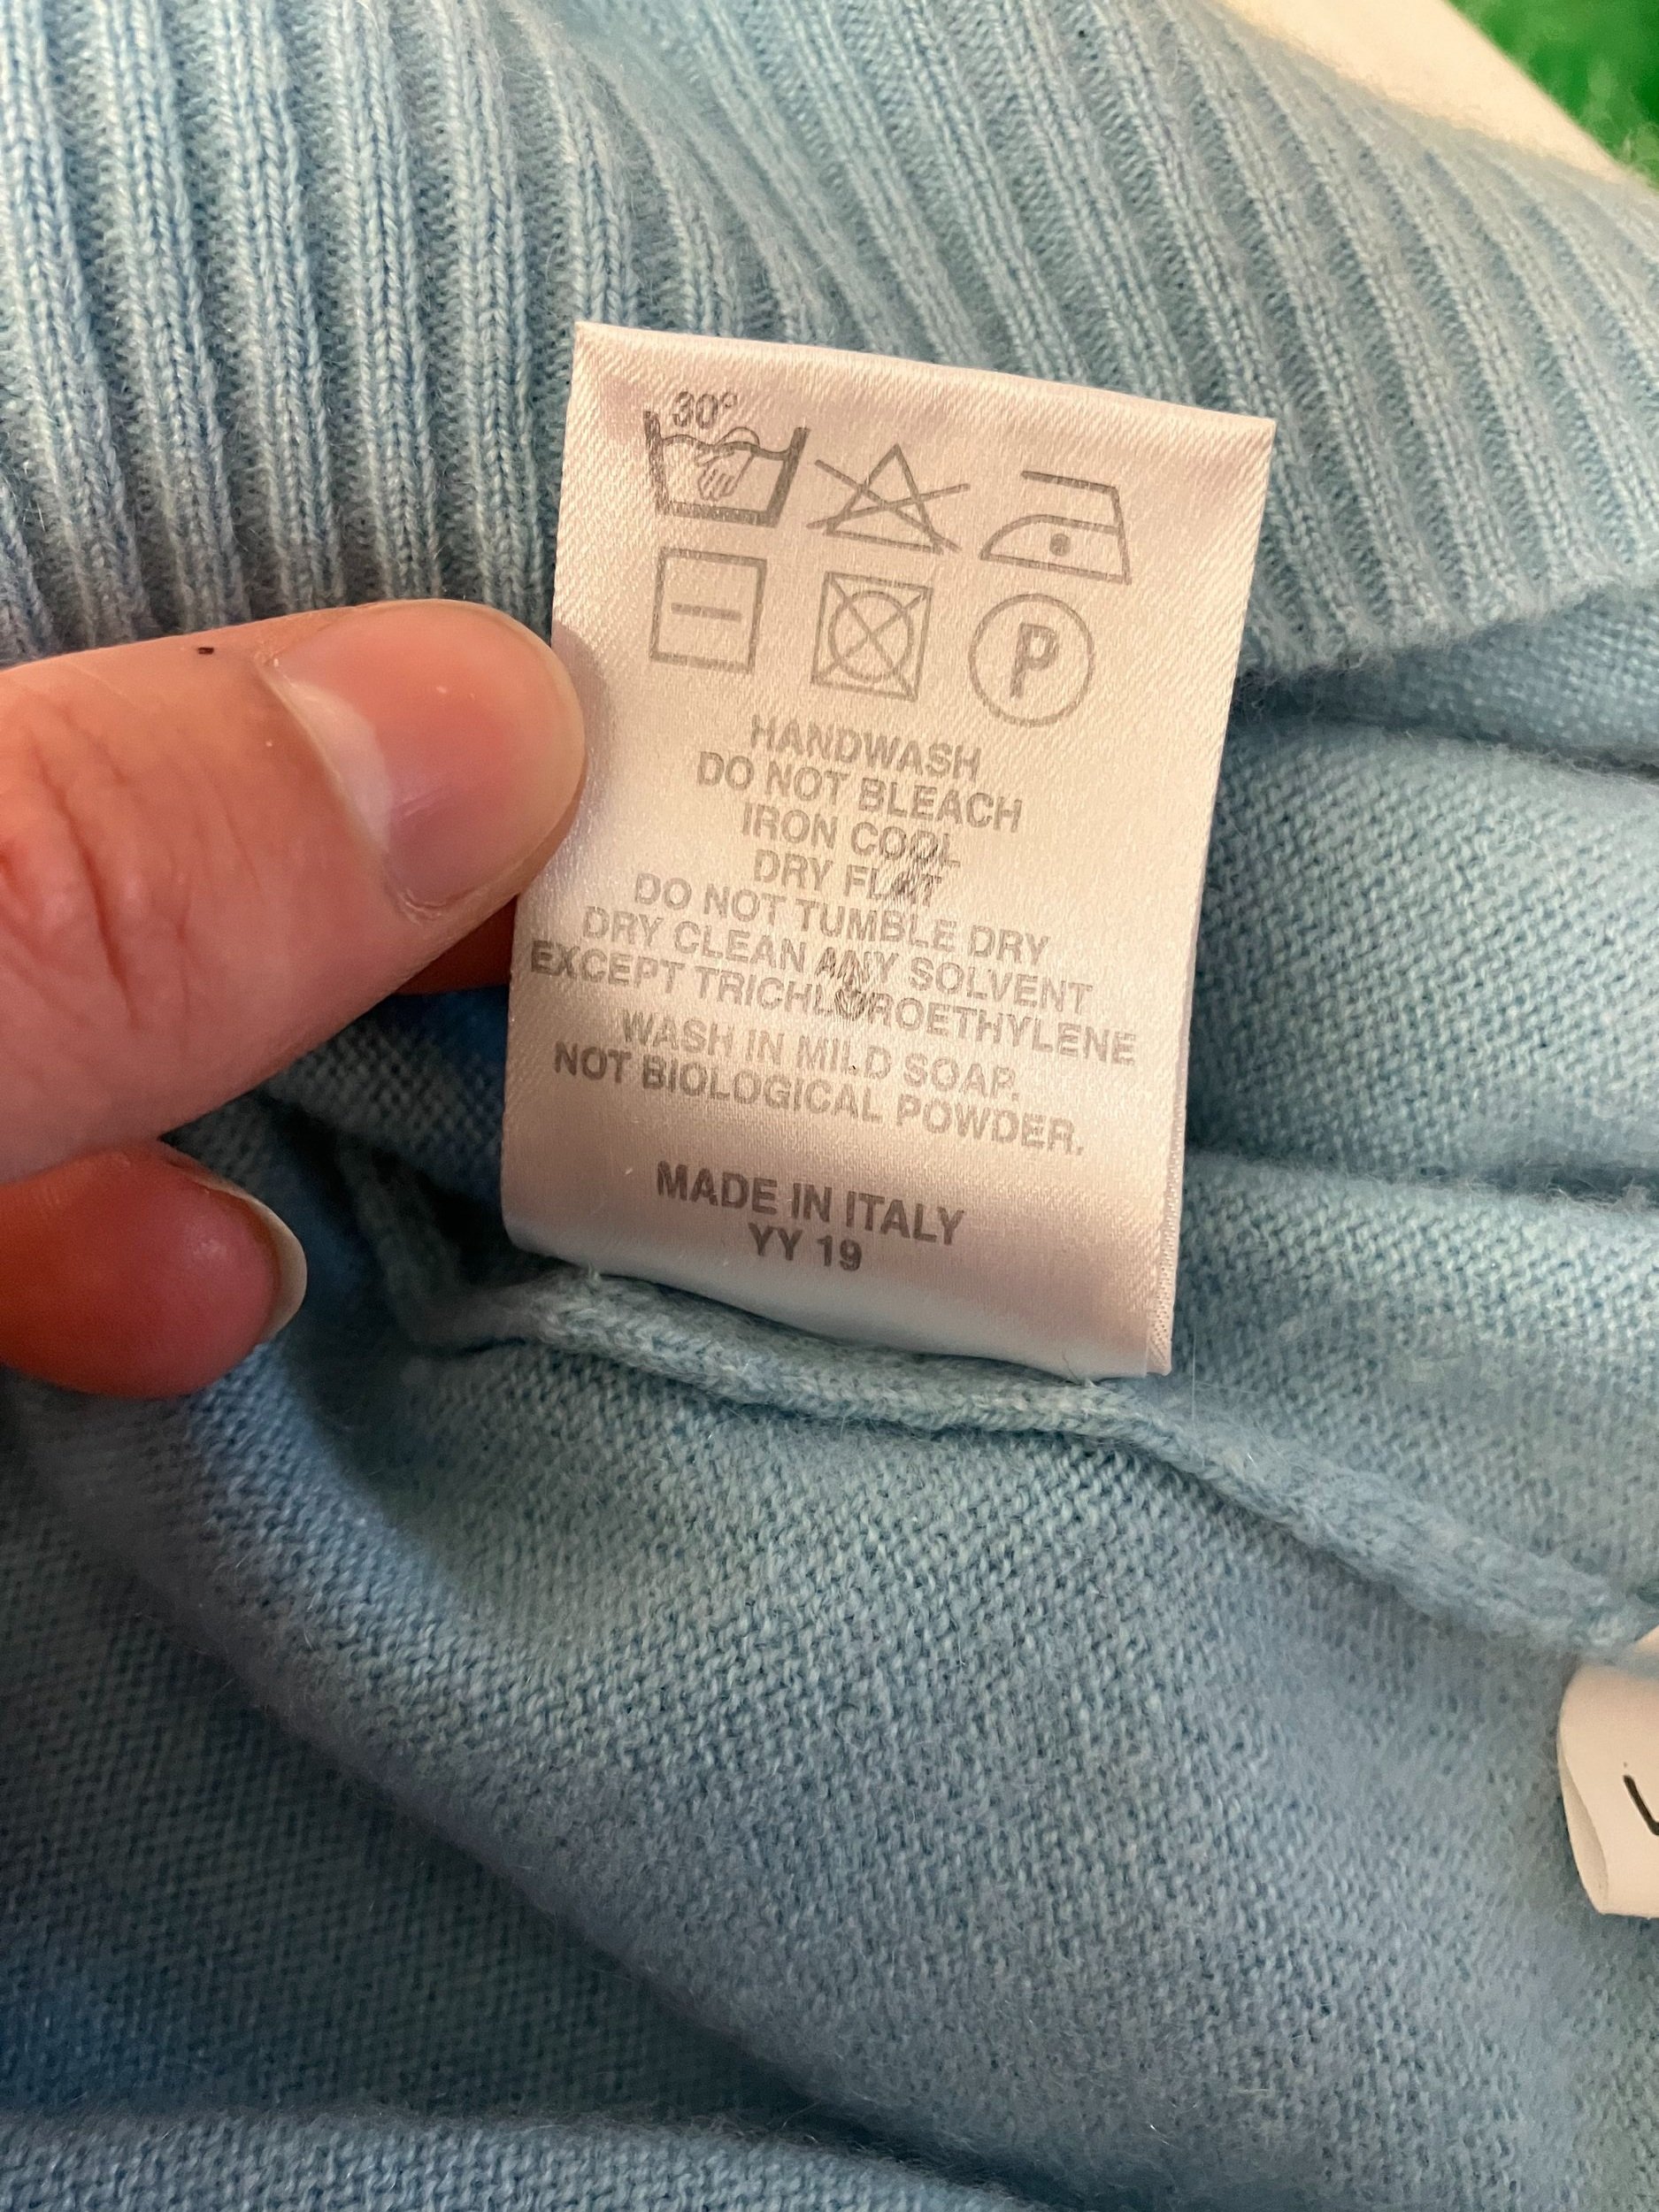 30°
P
HANDWASH
DO NOT BLEACH
IRON COOL
DRY FLAT
DO NOT TUMBLE DRY
DRY CLEAN ANY SOLVENT
EXCEPT TRICHLOROETHYLENE
WASH IN MILD SOAP.
NOT BIOLOGICAL POWDER.
MADE IN ITALY
YY 19